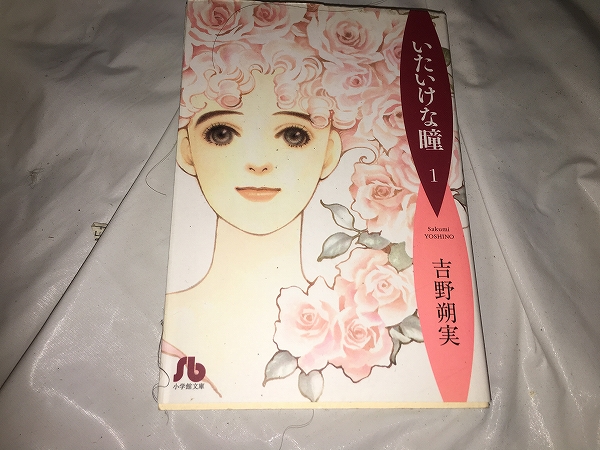 いたいけな瞳
1
Sakumi
YOSHINO
吉野朔実
Sb
小学館文庫